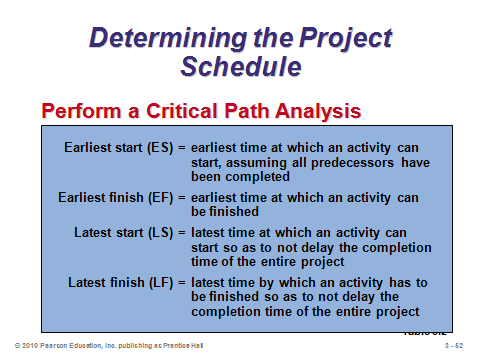 Determining the Project
Schedule
Perform a Critical Path Analysis
Earliest start (ES) = earliest time at which an activity can
start, assuming all predecessors have
been completed
Earliest finish (EF) = earliest time at which an activity can
be finished
Latest start (LS) = latest time at which an activity can
start so as to not delay the completion
time of the entire project
Latest finish (LF) = latest time by which an activity has to
be finished so as to not delay the
completion time of the entire project
© 2010 Pearson Education, Inc. publishing as Prentice Hall
3 - 52